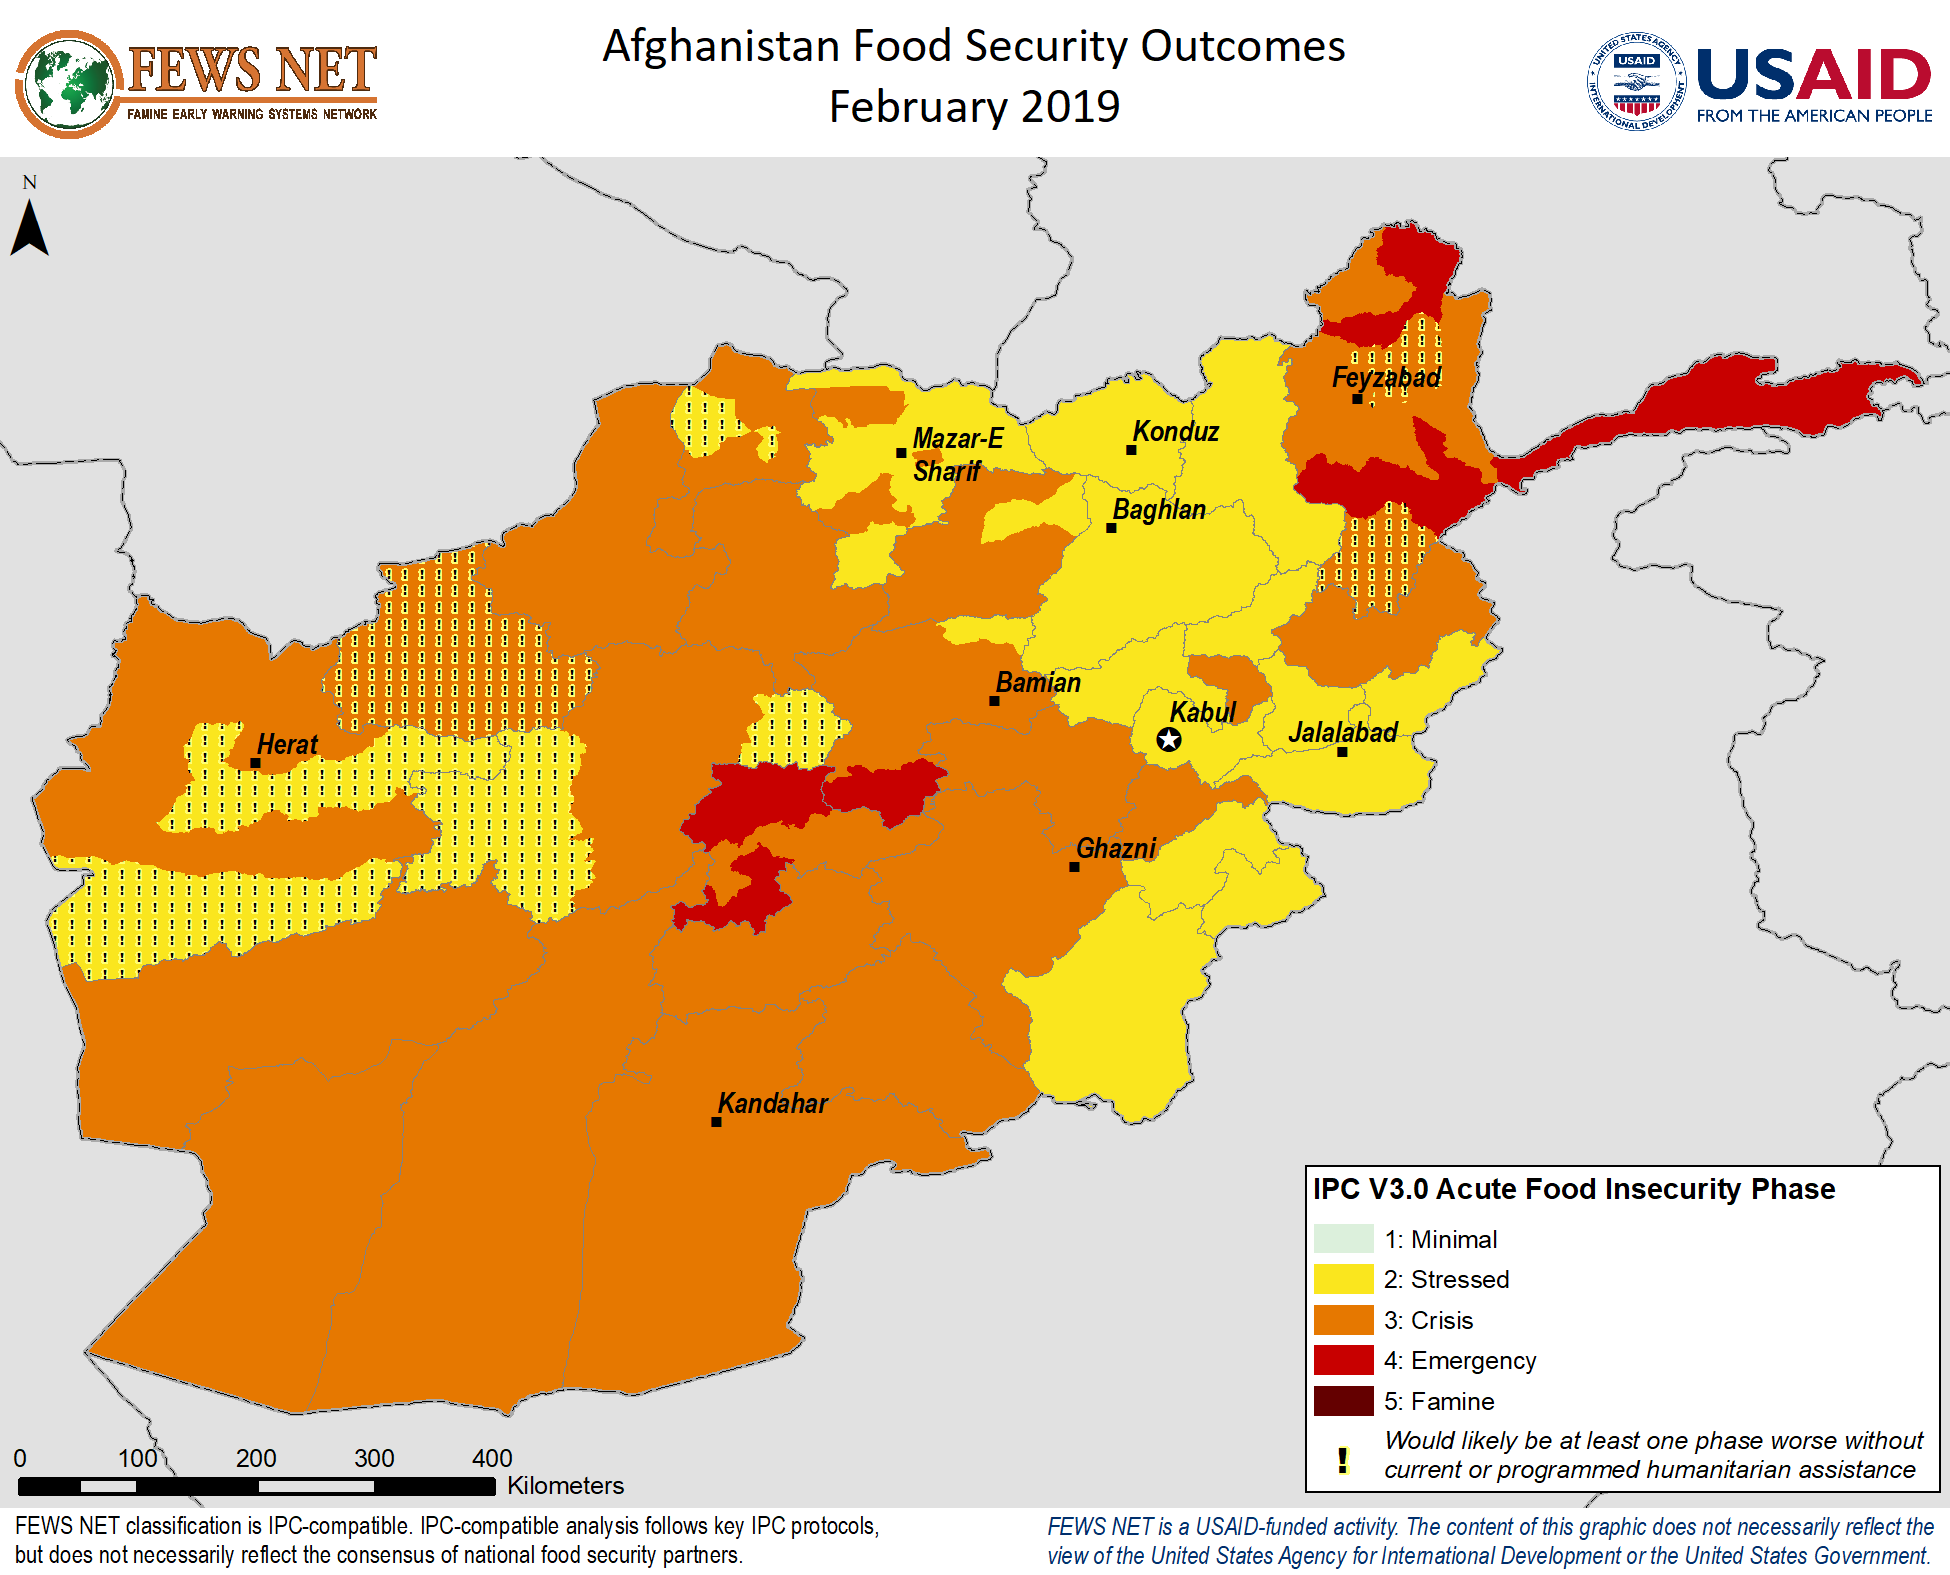 FEWS NET
FAMINE EARLY WARNING SYSTEMS NETWORK
Afghanistan Food Security Outcomes
February 2019
UNITED STATES AGENCY
USAID
INTERNATIONAL DEVELOPMENT
USAID
FROM THE AMERICAN PEOPLE
N
Feyzabad
Mazar-E
Sharif
Konduz
Baghlan
Bamian
Kabul
Herat
Jalalabad
Ghazni
Kandahar
IPC V3.0 Acute Food Insecurity Phase
1: Minimal
2: Stressed
3: Crisis
4: Emergency
5: Famine
! Would likely be at least one phase worse without
current or programmed humanitarian assistance
0 100 200 300 400
Kilometers
FEWS NET classification is IPC-compatible. IPC-compatible analysis follows key IPC protocols,
but does not necessarily reflect the consensus of national food security partners.
FEWS NET is a USAID-funded activity. The content of this graphic does not necessarily reflect the
view of the United States Agency for International Development or the United States Government.